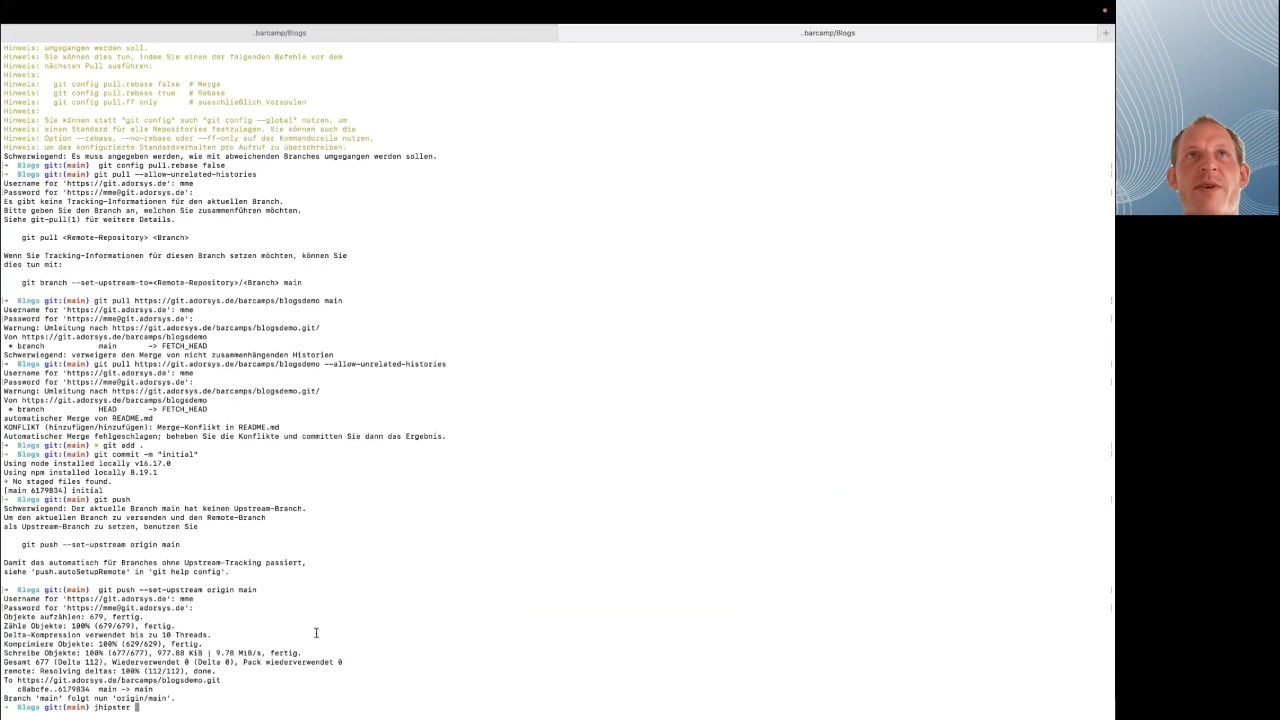 ..barcamp/Blogs
..barcamp/Blogs
+
Hinweis: umgegangen werden soll.
Hinweis: Sie können dies tun, indem Sie einen der folgenden Befehle vor dem
Hinweis: nächsten Pull ausführen:
Hinweis:
Hinweis:   git config pull.rebase false  # Merge
Hinweis:   git config pull.rebase true   # Rebase
Hinweis:   git config pull.ff only       # ausschließlich Vorspulen
Hinweis:
Hinweis: Sie können statt "git config" auch "git config --global" nutzen, um
Hinweis: einen Standard für alle Repositories festzulegen. Sie können auch die
Hinweis: Option --rebase, --no-rebase oder --ff-only auf der Kommandozeile nutzen,
Hinweis: um das konfigurierte Standardverhalten pro Aufruf zu überschreiben.
Schwerwiegend: Es muss angegeben werden, wie mit abweichenden Branches umgegangen werden sollen.
➜  Blogs git:(main)  git config pull.rebase false
➜  Blogs git:(main) git pull --allow-unrelated-histories
Username for 'https://git.adorsys.de': mme
Password for 'https://mme@git.adorsys.de':
Es gibt keine Tracking-Informationen für den aktuellen Branch.
Bitte geben Sie den Branch an, welchen Sie zusammenführen möchten.
Siehe git-pull(1) für weitere Details.
    git pull <Remote-Repository> <Branch>
Wenn Sie Tracking-Informationen für diesen Branch setzen möchten, können Sie
dies tun mit:
    git branch --set-upstream-to=<Remote-Repository>/<Branch> main
➜  Blogs git:(main) git pull https://git.adorsys.de/barcamps/blogsdemo main
Username for 'https://git.adorsys.de': mme
Password for 'https://mme@git.adorsys.de':
Warnung: Umleitung nach https://git.adorsys.de/barcamps/blogsdemo.git/
Von https://git.adorsys.de/barcamps/blogsdemo
 * branch            main       -> FETCH_HEAD
Schwerwiegend: verweigere den Merge von nicht zusammenhängenden Historien
➜  Blogs git:(main) git pull https://git.adorsys.de/barcamps/blogsdemo --allow-unrelated-histories
Username for 'https://git.adorsys.de': mme
Password for 'https://mme@git.adorsys.de':
Warnung: Umleitung nach https://git.adorsys.de/barcamps/blogsdemo.git/
Von https://git.adorsys.de/barcamps/blogsdemo
 * branch            HEAD       -> FETCH_HEAD
automatischer Merge von README.md
KONFLIKT (hinzufügen/hinzufügen): Merge-Konflikt in README.md
Automatischer Merge fehlgeschlagen; beheben Sie die Konflikte und committen Sie dann das Ergebnis.
➜  Blogs git:(main) × git add .
➜  Blogs git:(main) git commit -m "initial"
Using node installed locally v16.17.0
Using npm installed locally 8.19.1
→ No staged files found.
[main 6179834] initial
➜  Blogs git:(main) git push
Schwerwiegend: Der aktuelle Branch main hat keinen Upstream-Branch.
Um den aktuellen Branch zu versenden und den Remote-Branch
als Upstream-Branch zu setzen, benutzen Sie
    git push --set-upstream origin main
Damit das automatisch für Branches ohne Upstream-Tracking passiert,
siehe 'push.autoSetupRemote' in 'git help config'.
➜  Blogs git:(main)  git push --set-upstream origin main
Username for 'https://git.adorsys.de': mme
Password for 'https://mme@git.adorsys.de':
Objekte aufzählen: 679, fertig.
Zähle Objekte: 100% (679/679), fertig.
Delta-Kompression verwendet bis zu 10 Threads.
Komprimiere Objekte: 100% (629/629), fertig.
Schreibe Objekte: 100% (677/677), 977.88 KiB | 9.78 MiB/s, fertig.
Gesamt 677 (Delta 112), Wiederverwendet 0 (Delta 0), Pack wiederverwendet 0
remote: Resolving deltas: 100% (112/112), done.
To https://git.adorsys.de/barcamps/blogsdemo.git
   c8abcfe..6179834  main -> main
Branch 'main' folgt nun 'origin/main'.
➜  Blogs git:(main) jhipster